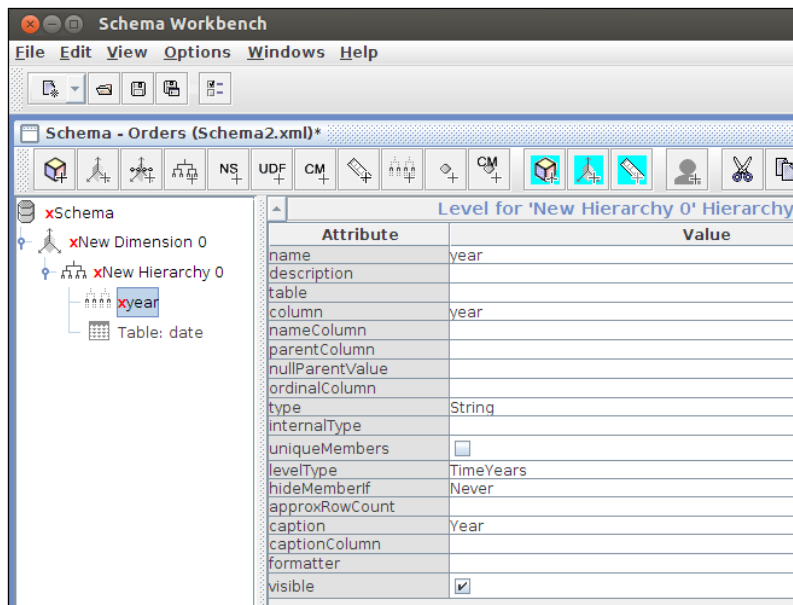 Schema Workbench
File Edit View Options Windows Help
Schema - Orders (Schema2.xml)*
NS UDF CM CM
xSchema
xNew Dimension 0
xNew Hierarchy 0
xyear
Table: date
Level for 'New Hierarchy 0' Hierarchy
Attribute Value
name year
description
table
column year
nameColumn
parentColumn
nullParentValue
ordinalColumn
type String
internalType
uniqueMembers
levelType TimeYears
hideMemberIf Never
approxRowCount
caption Year
captionColumn
formatter
visible